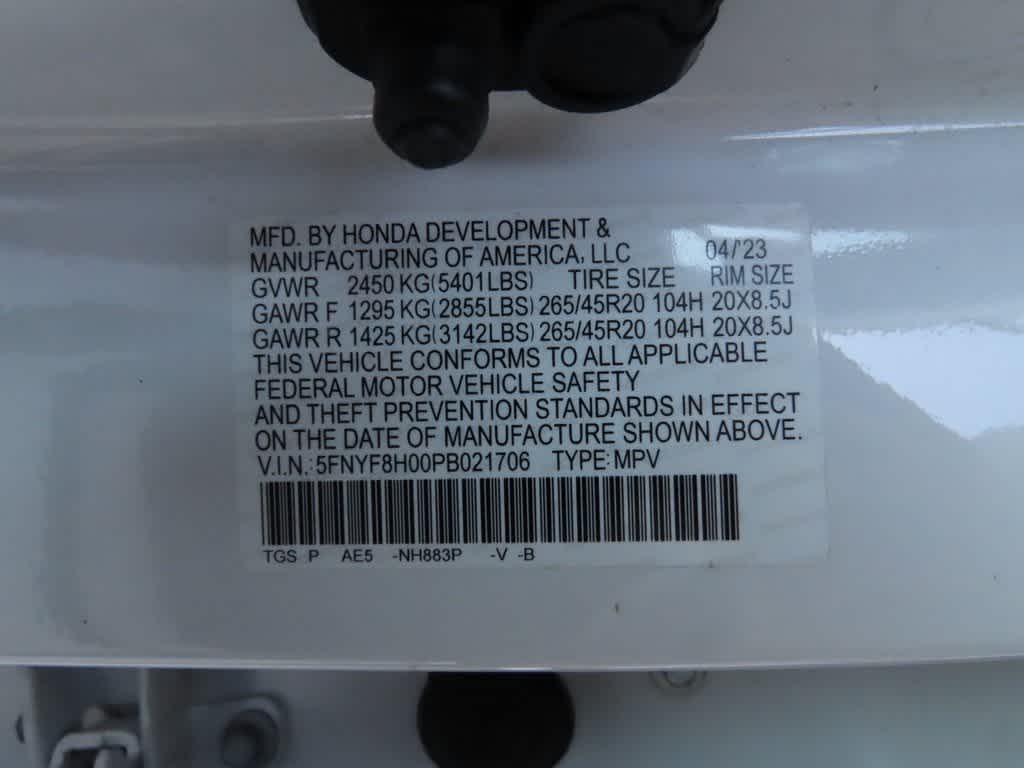 MFD. BY HONDA DEVELOPMENT &
MANUFACTURING OF AMERICA, LLC 04/'23
GVWR 2450 KG(5401LBS) TIRE SIZE RIM SIZE
GAWR F 1295 KG(2855LBS) 265/45R20 104H 20X8.5J
GAWR R 1425 KG(3142LBS) 265/45R20 104H 20X8.5J
THIS VEHICLE CONFORMS TO ALL APPLICABLE
FEDERAL MOTOR VEHICLE SAFETY
AND THEFT PREVENTION STANDARDS IN EFFECT
ON THE DATE OF MANUFACTURE SHOWN ABOVE.
V.I.N.:5FNYF8H00PB021706 TYPE:MPV
TGS P AE5 -NH883P -V -B